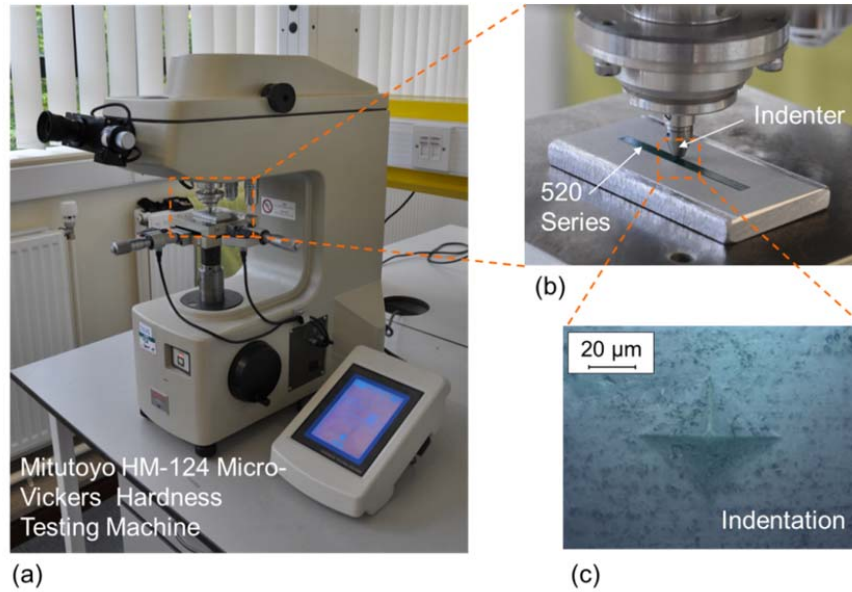 Mitutoyo HM-124 Micro-
Vickers Hardness
Testing Machine
(a)
Indenter
520
Series
(b)
20 µm
Indentation
(c)